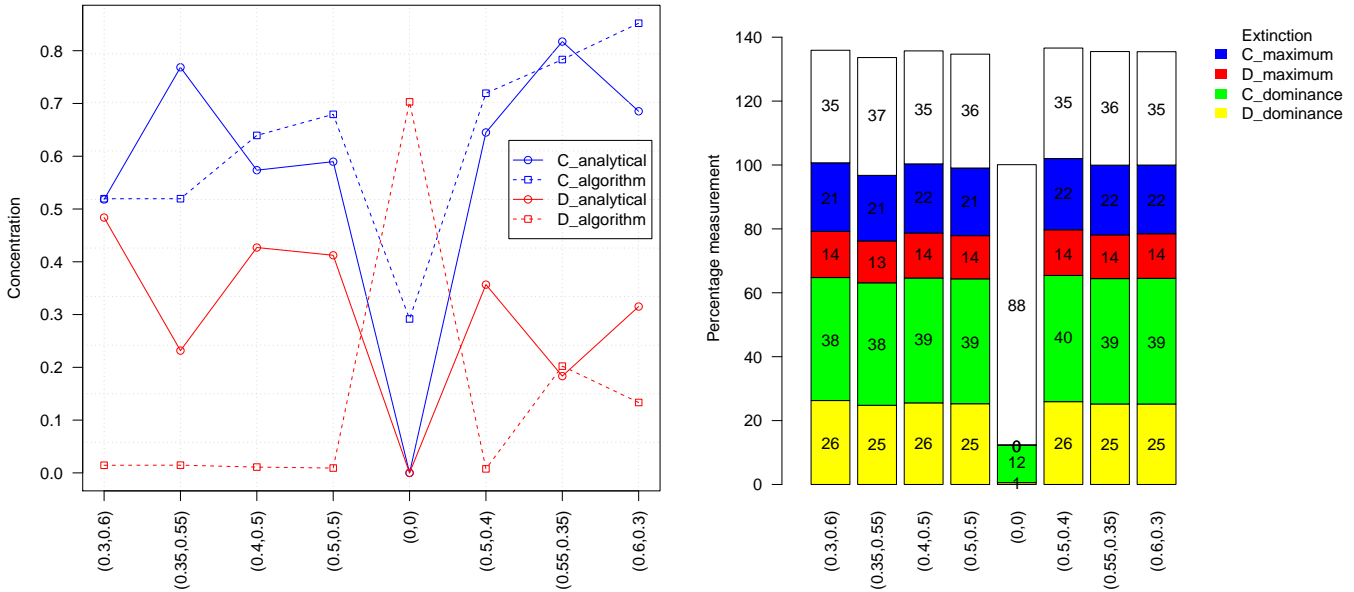 Concentration
0.8
0.7
0.6
0.5
0.4
0.3
0.2
0.1
0.0
C_analytical
C_algorithm
D_analytical
D_algorithm
(0.3,0.6)
(0.35,0.55)
(0.4,0.5)
(0.5,0.5)
(0,0)
(0.5,0.4)
(0.55,0.35)
(0.6,0.3)
Percentage measurement
140
120
100
80
60
40
20
0
35 37 35 36 88 35 36 35
21 21 22 21 0 22 22 22
14 13 14 14 14 14 14
38 38 39 39 12 40 39 39
26 25 26 25 1 26 25 25
(0.3,0.6)
(0.35,0.55)
(0.4,0.5)
(0.5,0.5)
(0,0)
(0.5,0.4)
(0.55,0.35)
(0.6,0.3)
Extinction
C_maximum
D_maximum
C_dominance
D_dominance